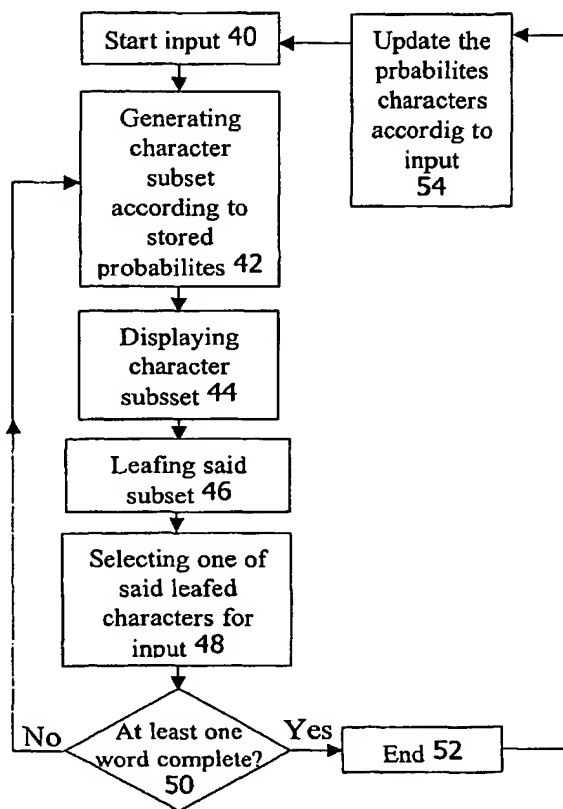 Start input 40
Update the
prbabilites
characters
accordig to
input
54
Generating
character
subset
according to
stored
probabilites 42
Displaying
character
subsset 44
Leafing said
subset 46
Selecting one of
said leafed
characters for
input 48
At least one
word complete?
50
No
Yes
End 52